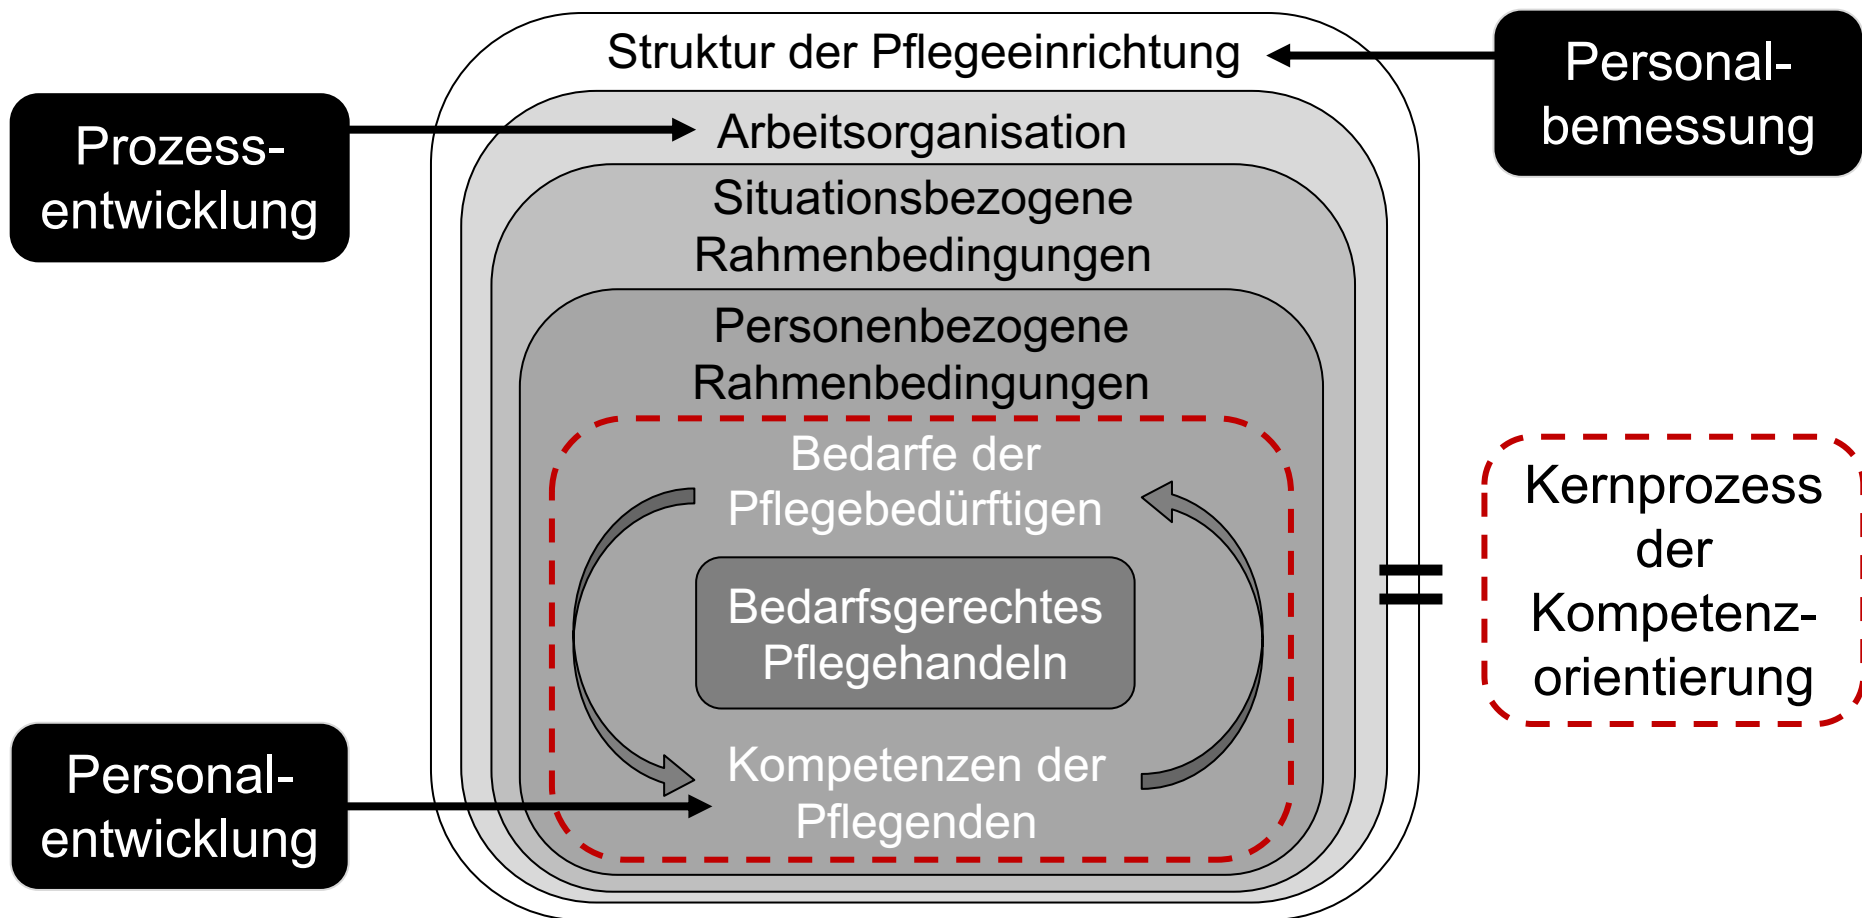 Struktur der Pflegeeinrichtung
Personal-
bemessung
Prozess-
entwicklung
Arbeitsorganisation
Situationsbezogene
Rahmenbedingungen
Personenbezogene
Rahmenbedingungen
Bedarfe der
Pflegebedürftigen
Bedarfsgerechtes
Pflegehandeln
Kompetenzen der
Pflegenden
Kernprozess
der
Kompetenz-
orientierung
Personal-
entwicklung